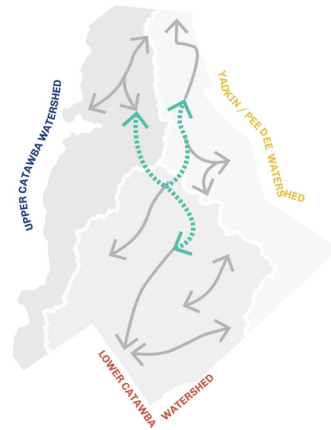 UPPER CATAWBA WATERSHED
YADKIN / PEE DEE WATERSHED
LOWER CATAWBA WATERSHED